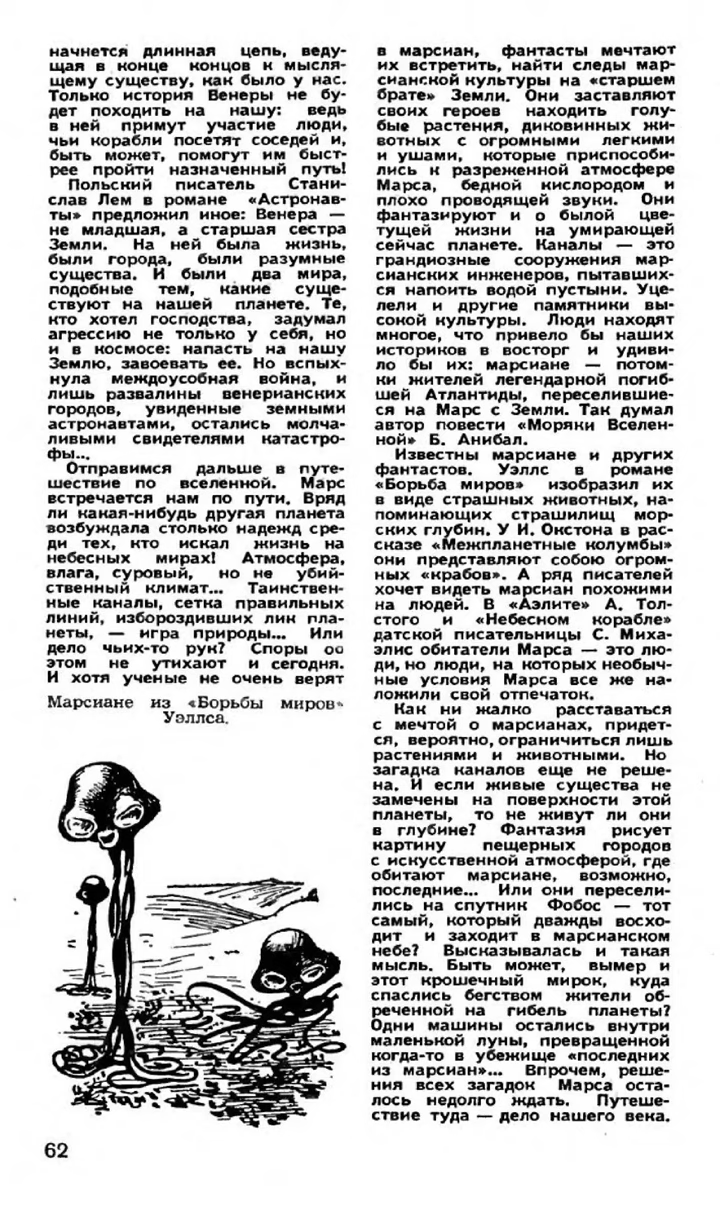 начнется длинная цепь, веду-
щая в конце концов к мысля-
щему существу, как было у нас.
Только история Венеры не бу-
дет походить на нашу: ведь
в ней примут участие люди,
чьи корабли посетят соседей и,
быть может, помогут им быст-
рее пройти назначенный путь!
Польский писатель Стани-
слав Лем в романе «Астронав-
ты» предложил иное: Венера —
не младшая, а старшая сестра
Земли. На ней была жизнь,
были города, были разумные
существа. И были два мира,
подобные тем, какие суще-
ствуют на нашей планете. Те,
кто хотел господства, задумал
агрессию не только у себя, но
и в космосе: напасть на нашу
Землю, завоевать ее. Но вспых-
нула междоусобная война, и
лишь развалины венерианских
городов, увиденные земными
астронавтами, остались молча-
ливыми свидетелями катастро-
фы...
Отправимся дальше в путе-
шествие по вселенной. Марс
встречается нам по пути. Вряд
ли какая-нибудь другая планета
возбуждала столько надежд сре-
ди тех, кто искал жизнь на
небесных мирах! Атмосфера,
влага, суровый, но не убий-
ственный климат... Таинствен-
ные каналы, сетка правильных
линий, избороздивших лик пла-
неты, — игра природы... Или
дело чьих-то рук? Споры об
этом не утихают и сегодня.
И хотя ученые не очень верят
Марсиане из «Борьбы миров»
Уэллса.
62
в марсиан, фантасты мечтают
их встретить, найти следы мар-
сианской культуры на «старшем
брате» Земли. Они заставляют
своих героев находить голу-
бые растения, диковинных жи-
вотных с огромными легкими
и ушами, которые приспособи-
лись к разреженной атмосфере
Марса, бедной кислородом и
плохо проводящей звуки. Они
фантазируют и о былой цве-
тущей жизни на умирающей
сейчас планете. Каналы — это
грандиозные сооружения мар-
сианских инженеров, пытавших-
ся напоить водой пустыни. Уце-
лели и другие памятники вы-
сокой культуры. Люди находят
многое, что привело бы наших
историков в восторг и удиви-
ло бы их: марсиане — потом-
ки жителей легендарной погиб-
шей Атлантиды, переселившие-
ся на Марс с Земли. Так думал
автор повести «Моряки Вселен-
ной» Б. Анибал.
Известны марсиане и других
фантастов. Уэллс в романе
«Борьба миров» изобразил их
в виде страшных животных, на-
поминающих страшилищ мор-
ских глубин. У И. Окстона в рас-
сказе «Межпланетные колумбы»
они представляют собою огром-
ных «крабов». А ряд писателей
хочет видеть марсиан похожими
на людей. В «Аэлите» А. Тол-
стого и «Небесном корабле»
датской писательницы С. Миха-
элис обитатели Марса — это лю-
ди, но люди, на которых необыч-
ные условия Марса все же на-
ложили свой отпечаток.
Как ни жалко расставаться
с мечтой о марсианах, придет-
ся, вероятно, ограничиться лишь
растениями и животными. Но
загадка каналов еще не реше-
на. И если живые существа не
замечены на поверхности этой
планеты, то не живут ли они
в глубине? Фантазия рисует
картину пещерных городов
с искусственной атмосферой, где
обитают марсиане, возможно,
последние... Или они пересели-
лись на спутник Фобос — тот
самый, который дважды восхо-
дит и заходит в марсианском
небе? Высказывалась и такая
мысль. Быть может, вымер и
этот крошечный мирок, куда
спаслись бегством жители об-
реченной на гибель планеты?
Одни машины остались внутри
маленькой луны, превращенной
когда-то в убежище «последних
из марсиан»... Впрочем, реше-
ния всех загадок Марса оста-
лось недолго ждать. Путеше-
ствие туда — дело нашего века.